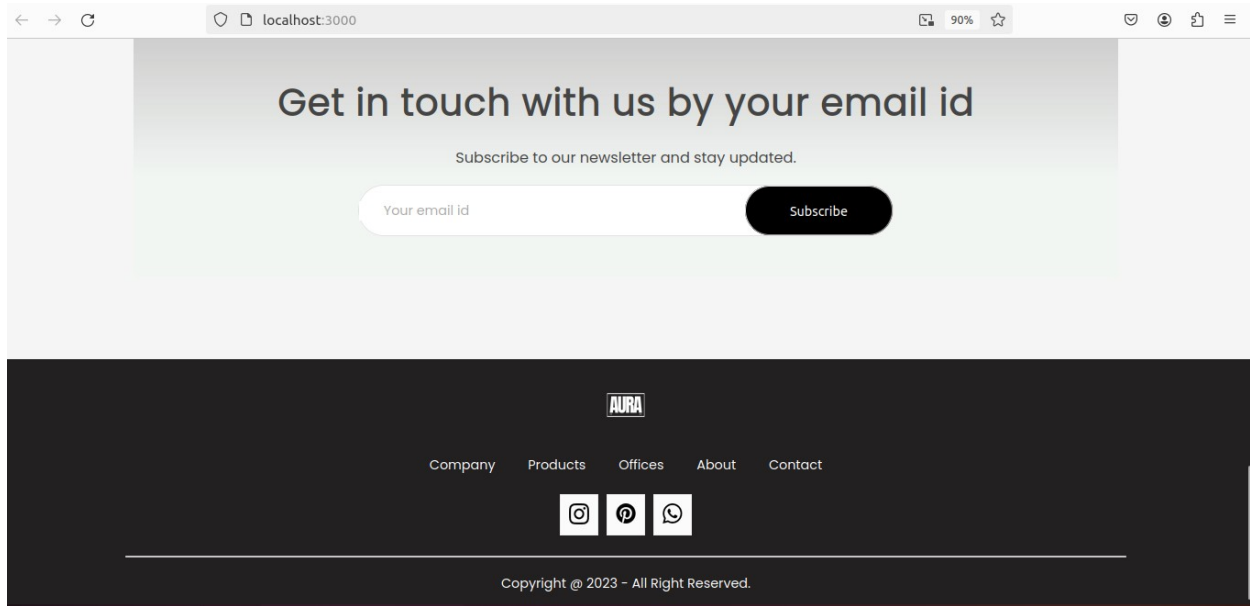 localhost:3000
90%
Get in touch with us by your email id
Subscribe to our newsletter and stay updated.
Your email id Subscribe
AURA
Company Products Offices About Contact
Copyright @ 2023 - All Right Reserved.